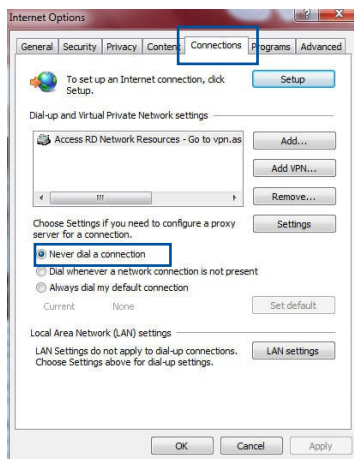 Internet Options
General Security Privacy Content Connections Programs Advanced
To set up an Internet connection, click
Setup.
Setup
Dial-up and Virtual Private Network settings
Access RD Network Resources - Go to vpn.as
Add...
Add VPN...
Remove...
Choose Settings if you need to configure a proxy
server for a connection.
Settings
Never dial a connection
Dial whenever a network connection is not present
Always dial my default connection
Current None
Set default
Local Area Network (LAN) settings
LAN Settings do not apply to dial-up connections.
Choose Settings above for dial-up settings.
LAN settings
OK Cancel Apply